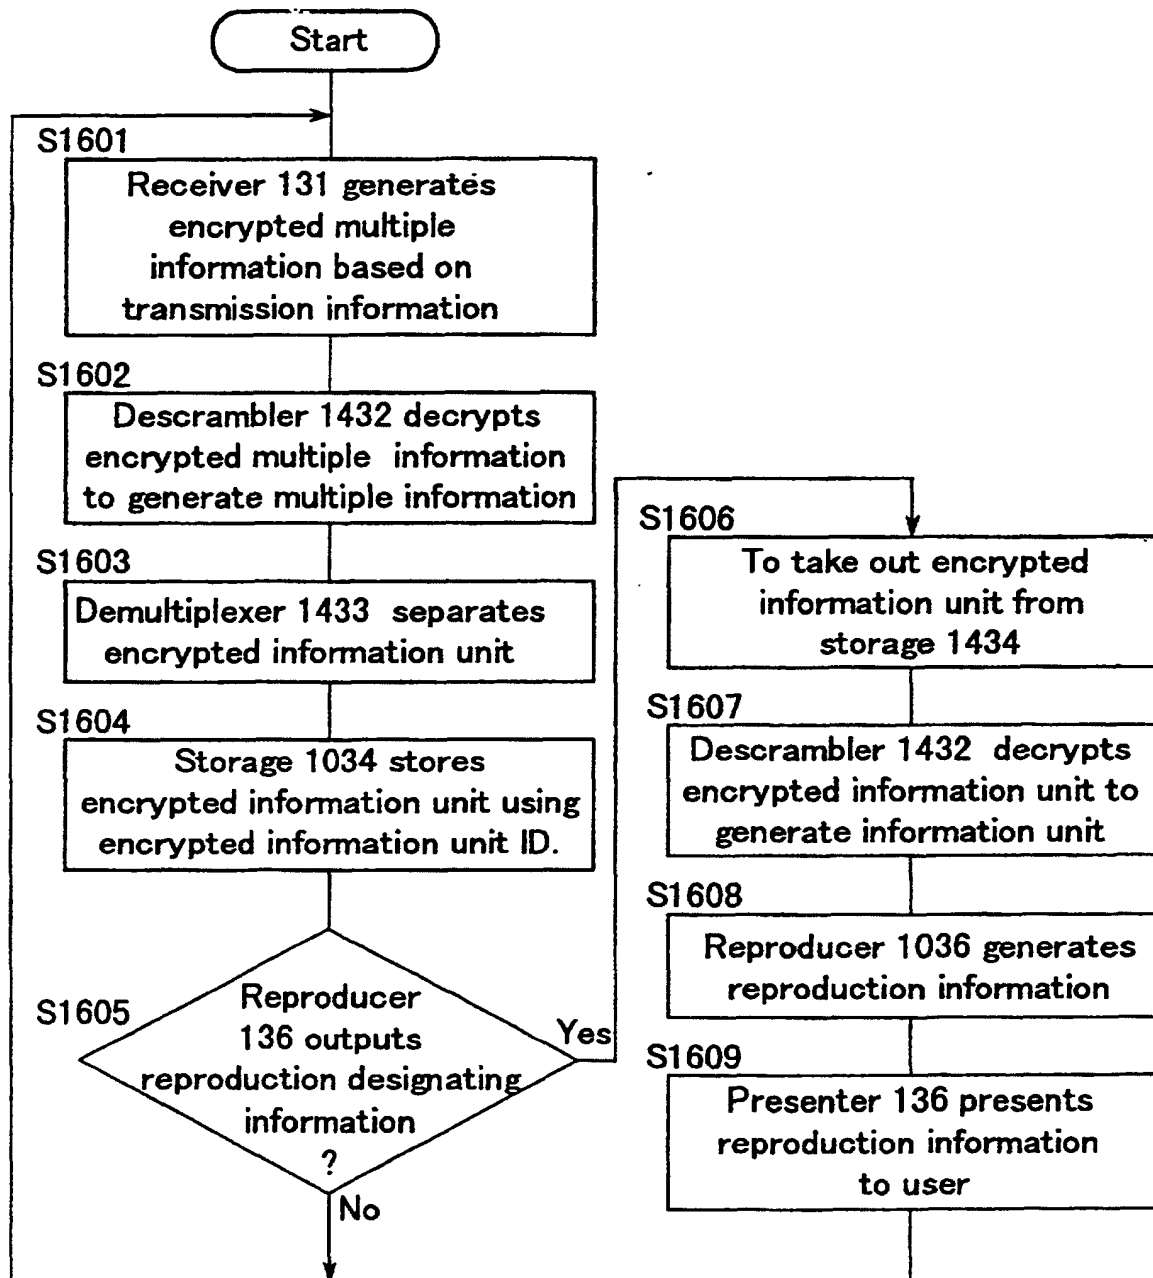 Start
S1601
Receiver 131 generates
encrypted multiple
information based on
transmission information
S1602
Descrambler 1432 decrypts
encrypted multiple information
to generate multiple information
S1603
Demultiplexer 1433 separates
encrypted information unit
S1604
Storage 1034 stores
encrypted information unit using
encrypted information unit ID.
S1605
Reproducer
136 outputs
reproduction designating
information
?
Yes
No
S1606
To take out encrypted
information unit from
storage 1434
S1607
Descrambler 1432 decrypts
encrypted information unit to
generate information unit
S1608
Reproducer 1036 generates
reproduction information
S1609
Presenter 136 presents
reproduction information
to user